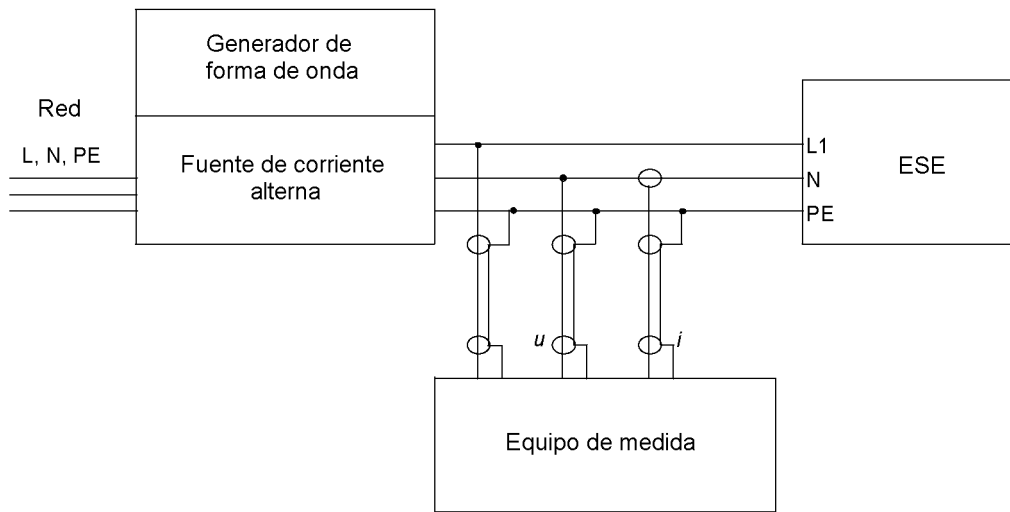 Generador de
forma de onda
Red
L, N, PE
Fuente de corriente
alterna
L1
N
PE
ESE
u
i
Equipo de medida